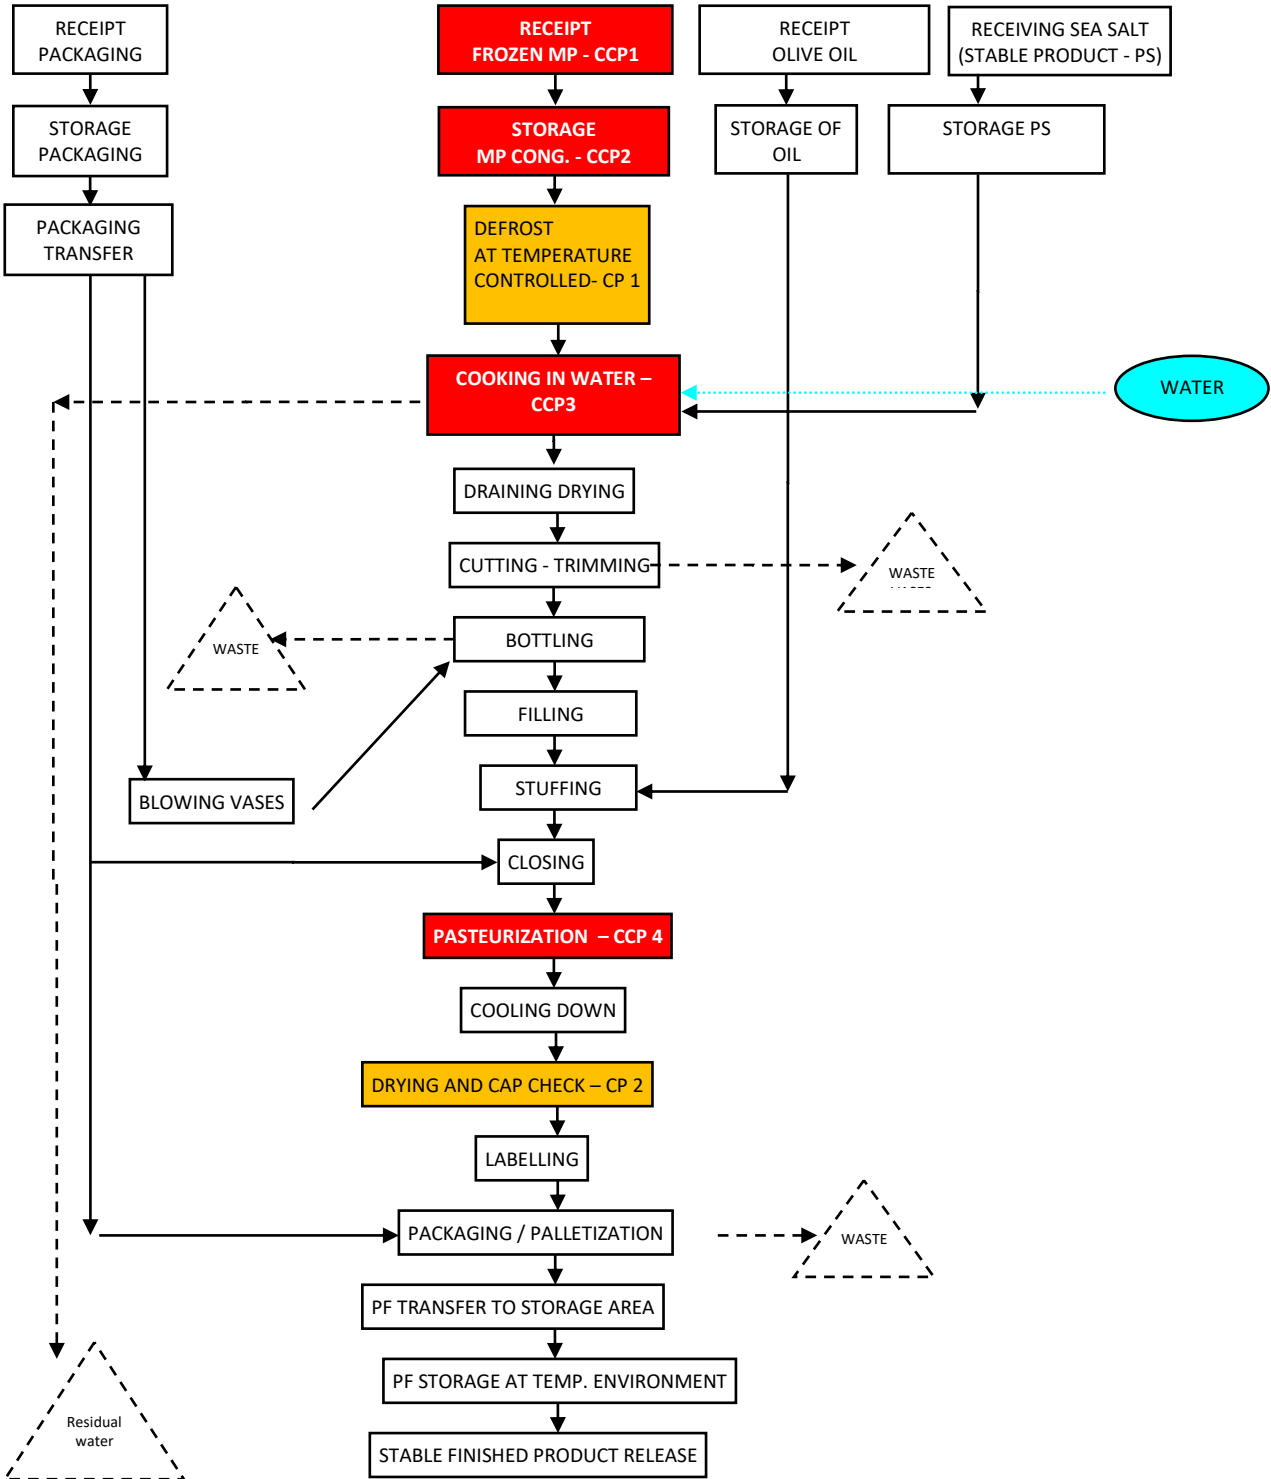 RECEIPT
PACKAGING
RECEIPT
FROZEN MP - CCP1
RECEIPT
OLIVE OIL
RECEIVING SEA SALT
(STABLE PRODUCT - PS)
STORAGE
PACKAGING
STORAGE
MP CONG. - CCP2
STORAGE OF
OIL
STORAGE PS
PACKAGING
TRANSFER
DEFROST
AT TEMPERATURE
CONTROLLED- CP 1
COOKING IN WATER –
CCP3
WATER
DRAINING DRYING
CUTTING - TRIMMING
WASTE
BOTTLING
WASTE
FILLING
STUFFING
BLOWING VASES
CLOSING
PASTEURIZATION – CCP 4
COOLING DOWN
DRYING AND CAP CHECK – CP 2
LABELLING
PACKAGING / PALLETIZATION
WASTE
PF TRANSFER TO STORAGE AREA
PF STORAGE AT TEMP. ENVIRONMENT
Residual
water
STABLE FINISHED PRODUCT RELEASE